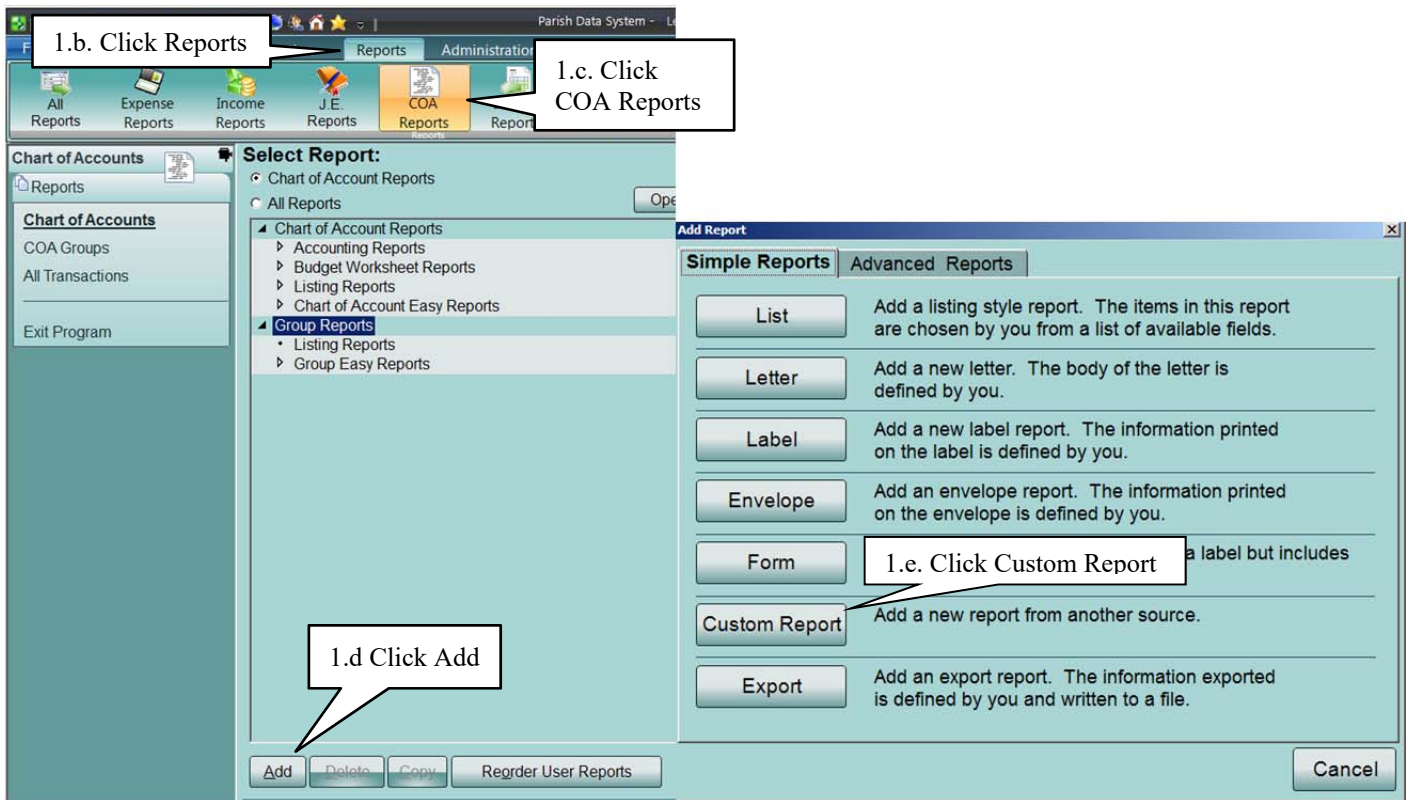 Parish Data System - Le
1.b. Click Reports
F
Reports
Administration
1.c. Click
COA Reports
All
Reports
Expense
Reports
Income
Reports
J.E.
Reports
COA
Reports
Report
Reports
Chart of Accounts
Reports
Chart of Accounts
COA Groups
All Transactions
Exit Program
Select Report:
Chart of Account Reports
All Reports
Ope
Chart of Account Reports
Accounting Reports
Budget Worksheet Reports
Listing Reports
Chart of Account Easy Reports
Group Reports
Listing Reports
Group Easy Reports
1.d Click Add
Add
Delete
Copy
Reorder User Reports
Add Report
Simple Reports
Advanced Reports
List
Add a listing style report. The items in this report
are chosen by you from a list of available fields.
Letter
Add a new letter. The body of the letter is
defined by you.
Label
Add a new label report. The information printed
on the label is defined by you.
Envelope
Add an envelope report. The information printed
on the envelope is defined by you.
Form
a label but includes
1.e. Click Custom Report
Custom Report
Add a new report from another source.
Export
Add an export report. The information exported
is defined by you and written to a file.
Cancel